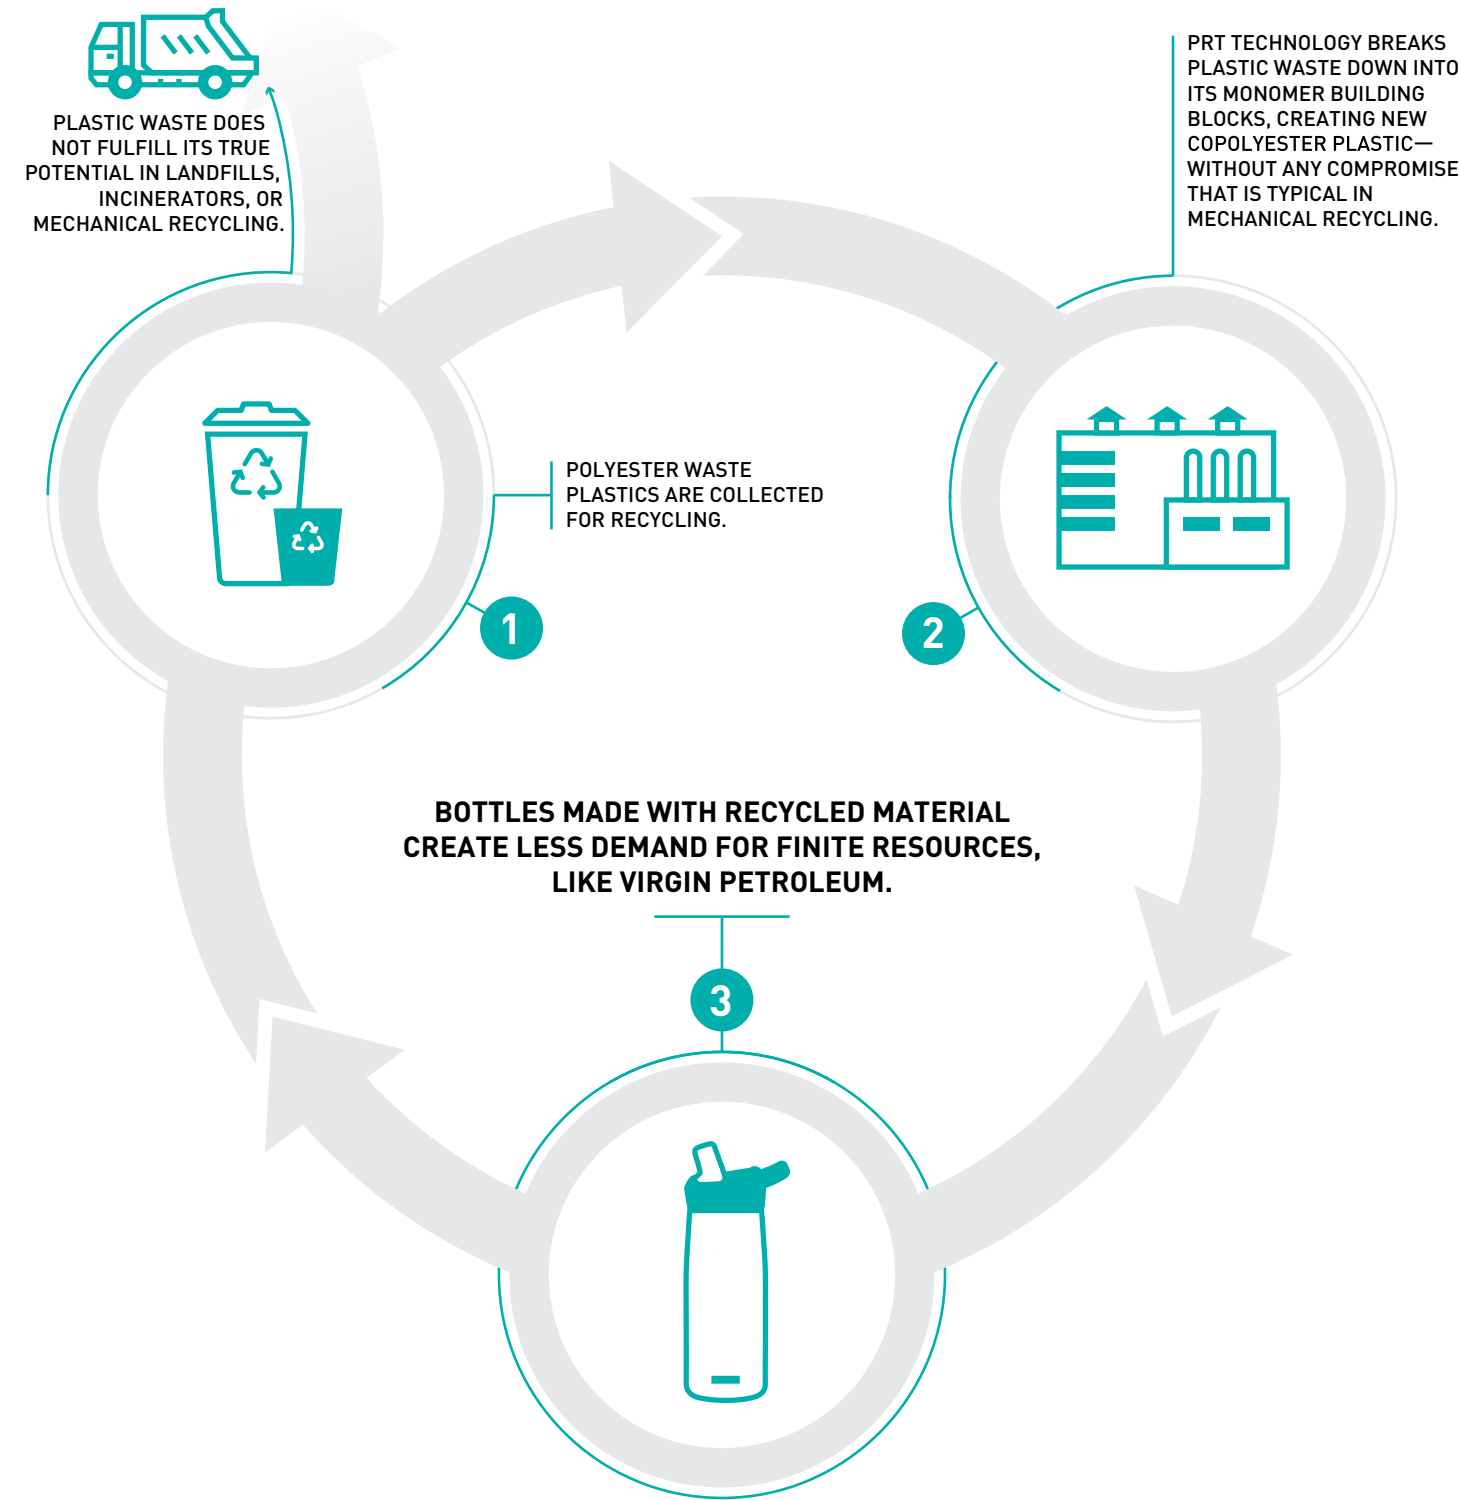 PLASTIC WASTE DOES
NOT FULFILL ITS TRUE
POTENTIAL IN LANDFILLS,
INCINERATORS, OR
MECHANICAL RECYCLING.
PRT TECHNOLOGY BREAKS
PLASTIC WASTE DOWN INTO
ITS MONOMER BUILDING
BLOCKS, CREATING NEW
COPOLYESTER PLASTIC—
WITHOUT ANY COMPROMISE
THAT IS TYPICAL IN
MECHANICAL RECYCLING.
POLYESTER WASTE
PLASTICS ARE COLLECTED
FOR RECYCLING.
1
2
BOTTLES MADE WITH RECYCLED MATERIAL
CREATE LESS DEMAND FOR FINITE RESOURCES,
LIKE VIRGIN PETROLEUM.
3